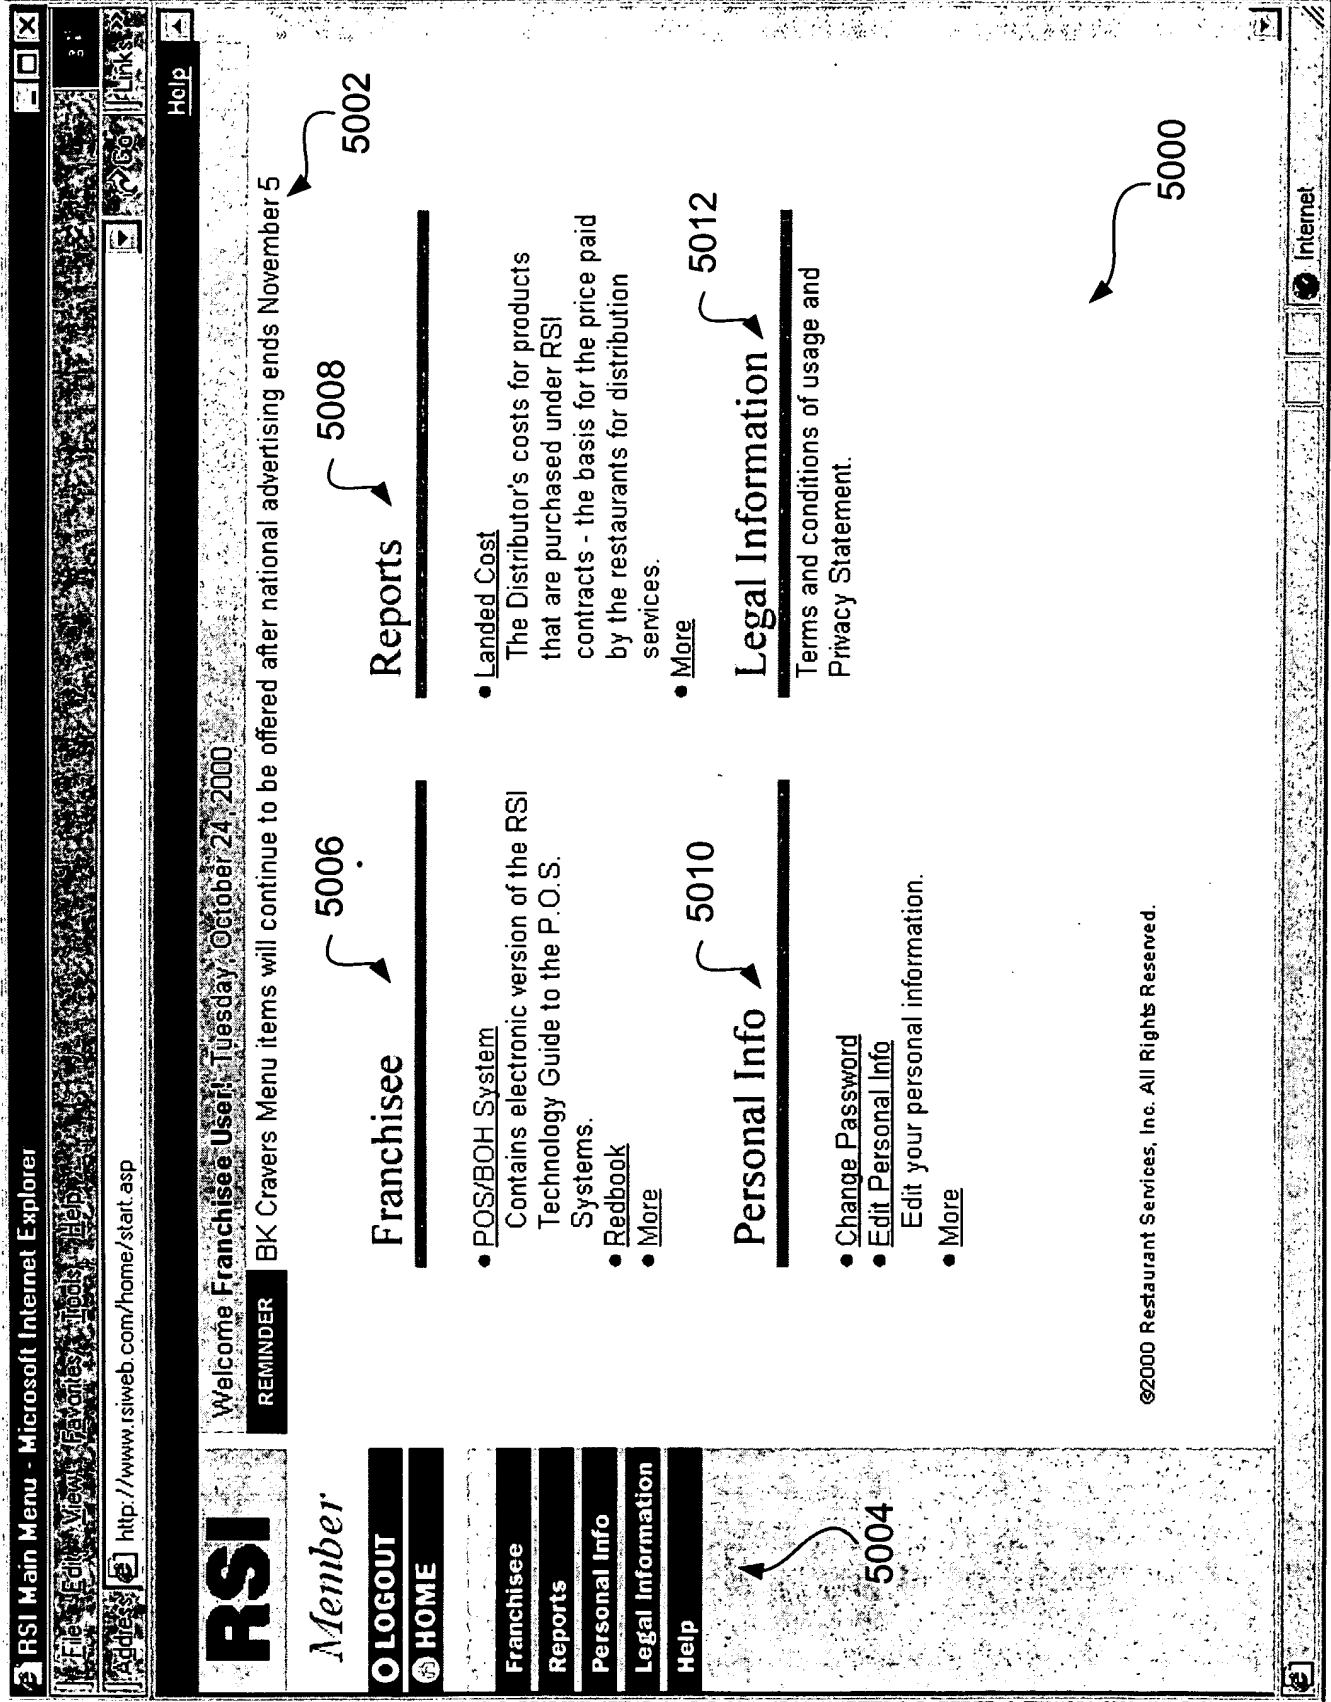 RSI Main Menu - Microsoft Internet Explorer
File Edit View Favorites Tools Help
Address http://www.rsiweb.com/home/start.asp Go Links »
Help
RSI
Welcome Franchisee User! Tuesday, October 24, 2000
REMINDER BK Cravers Menu items will continue to be offered after national advertising ends November 5
5002
Member
LOGOUT
HOME
Franchisee
Reports
Personal Info
Legal Information
Help
5004
5006
Franchisee
• POS/BOH System
Contains electronic version of the RSI
Technology Guide to the P.O.S.
Systems.
• Redbook
• More
5008
Reports
• Landed Cost
The Distributor's costs for products
that are purchased under RSI
contracts - the basis for the price paid
by the restaurants for distribution
services.
• More
5010
Personal Info
• Change Password
• Edit Personal Info
Edit your personal information.
• More
5012
Legal Information
Terms and conditions of usage and
Privacy Statement.
5000
©2000 Restaurant Services, Inc. All Rights Reserved.
Internet